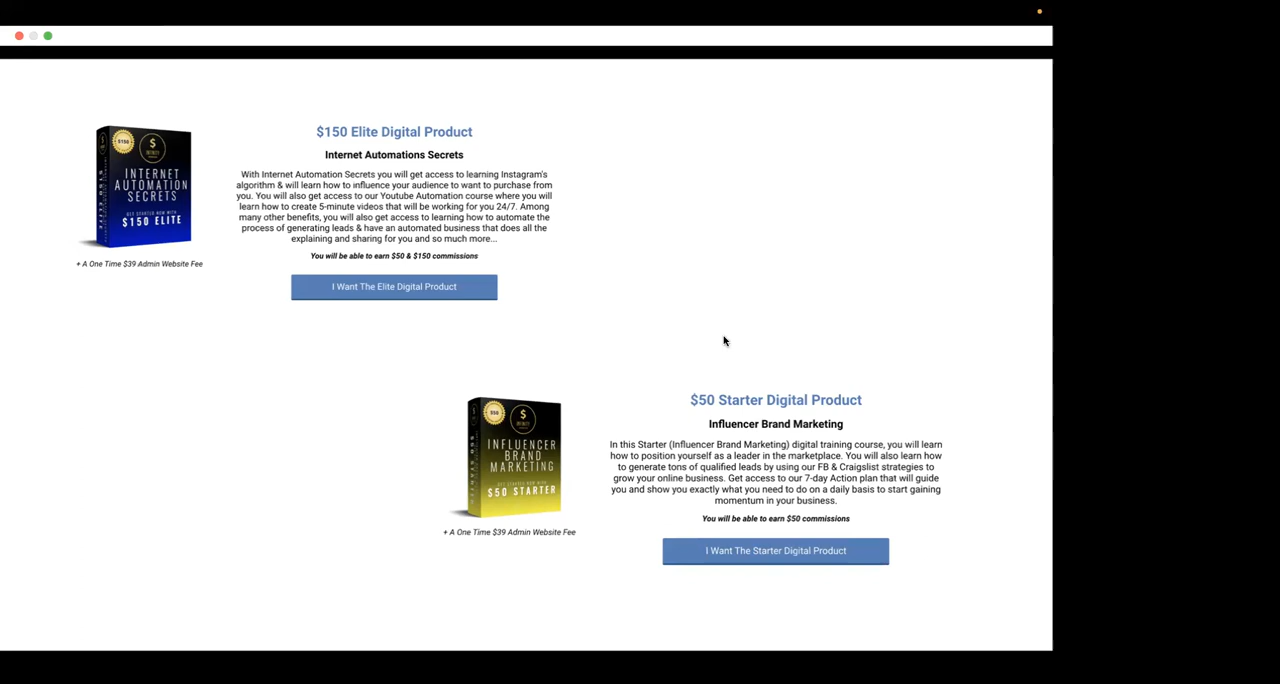 $150 Elite Digital Product
Internet Automations Secrets
With Internet Automation Secrets you will get access to learning Instagram's
algorithm & will learn how to influence your audience to want to purchase from
you. You will also get access to our Youtube Automation course where you will
learn how to create 5-minute videos that will be working for you 24/7. Among
many other benefits, you will also get access to learning how to automate the
process of generating leads & have an automated business that does all the
explaining and sharing for you and so much more...
You will be able to earn $50 & $150 commissions
I Want The Elite Digital Product
$150
$
INTERNET
AUTOMATION
SECRETS
GET STARTED NOW WITH
$150 ELITE
+ A One Time $39 Admin Website Fee
$50 Starter Digital Product
Influencer Brand Marketing
In this Starter (Influencer Brand Marketing) digital training course, you will learn
how to position yourself as a leader in the marketplace. You will also learn how
to generate tons of qualified leads by using our FB & Craigslist strategies to
grow your online business. Get access to our 7-day Action plan that will guide
you and show you exactly what you need to do on a daily basis to start gaining
momentum in your business.
You will be able to earn $50 commissions
I Want The Starter Digital Product
$50
$
INFLUENCER
BRAND
MARKETING
GET STARTED NOW WITH
$50 STARTER
+ A One Time $39 Admin Website Fee